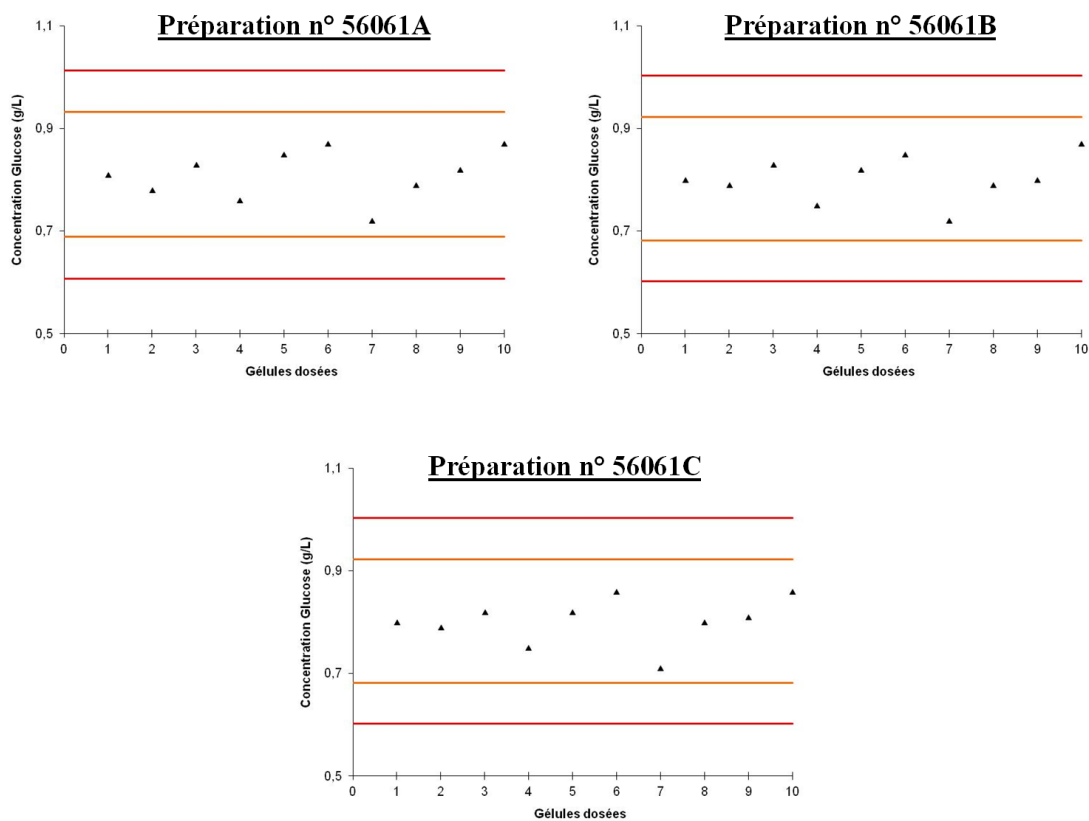 Préparation n° 56061A
1,1
0,9
0,7
0,5
Concentration Glucose (g/L)
0 1 2 3 4 5 6 7 8 9 10
Gélules dosées
Préparation n° 56061B
1,1
0,9
0,7
0,5
Concentration Glucose (g/L)
0 1 2 3 4 5 6 7 8 9 10
Gélules dosées
Préparation n° 56061C
1,1
0,9
0,7
0,5
Concentration Glucose (g/L)
0 1 2 3 4 5 6 7 8 9 10
Gélules dosées